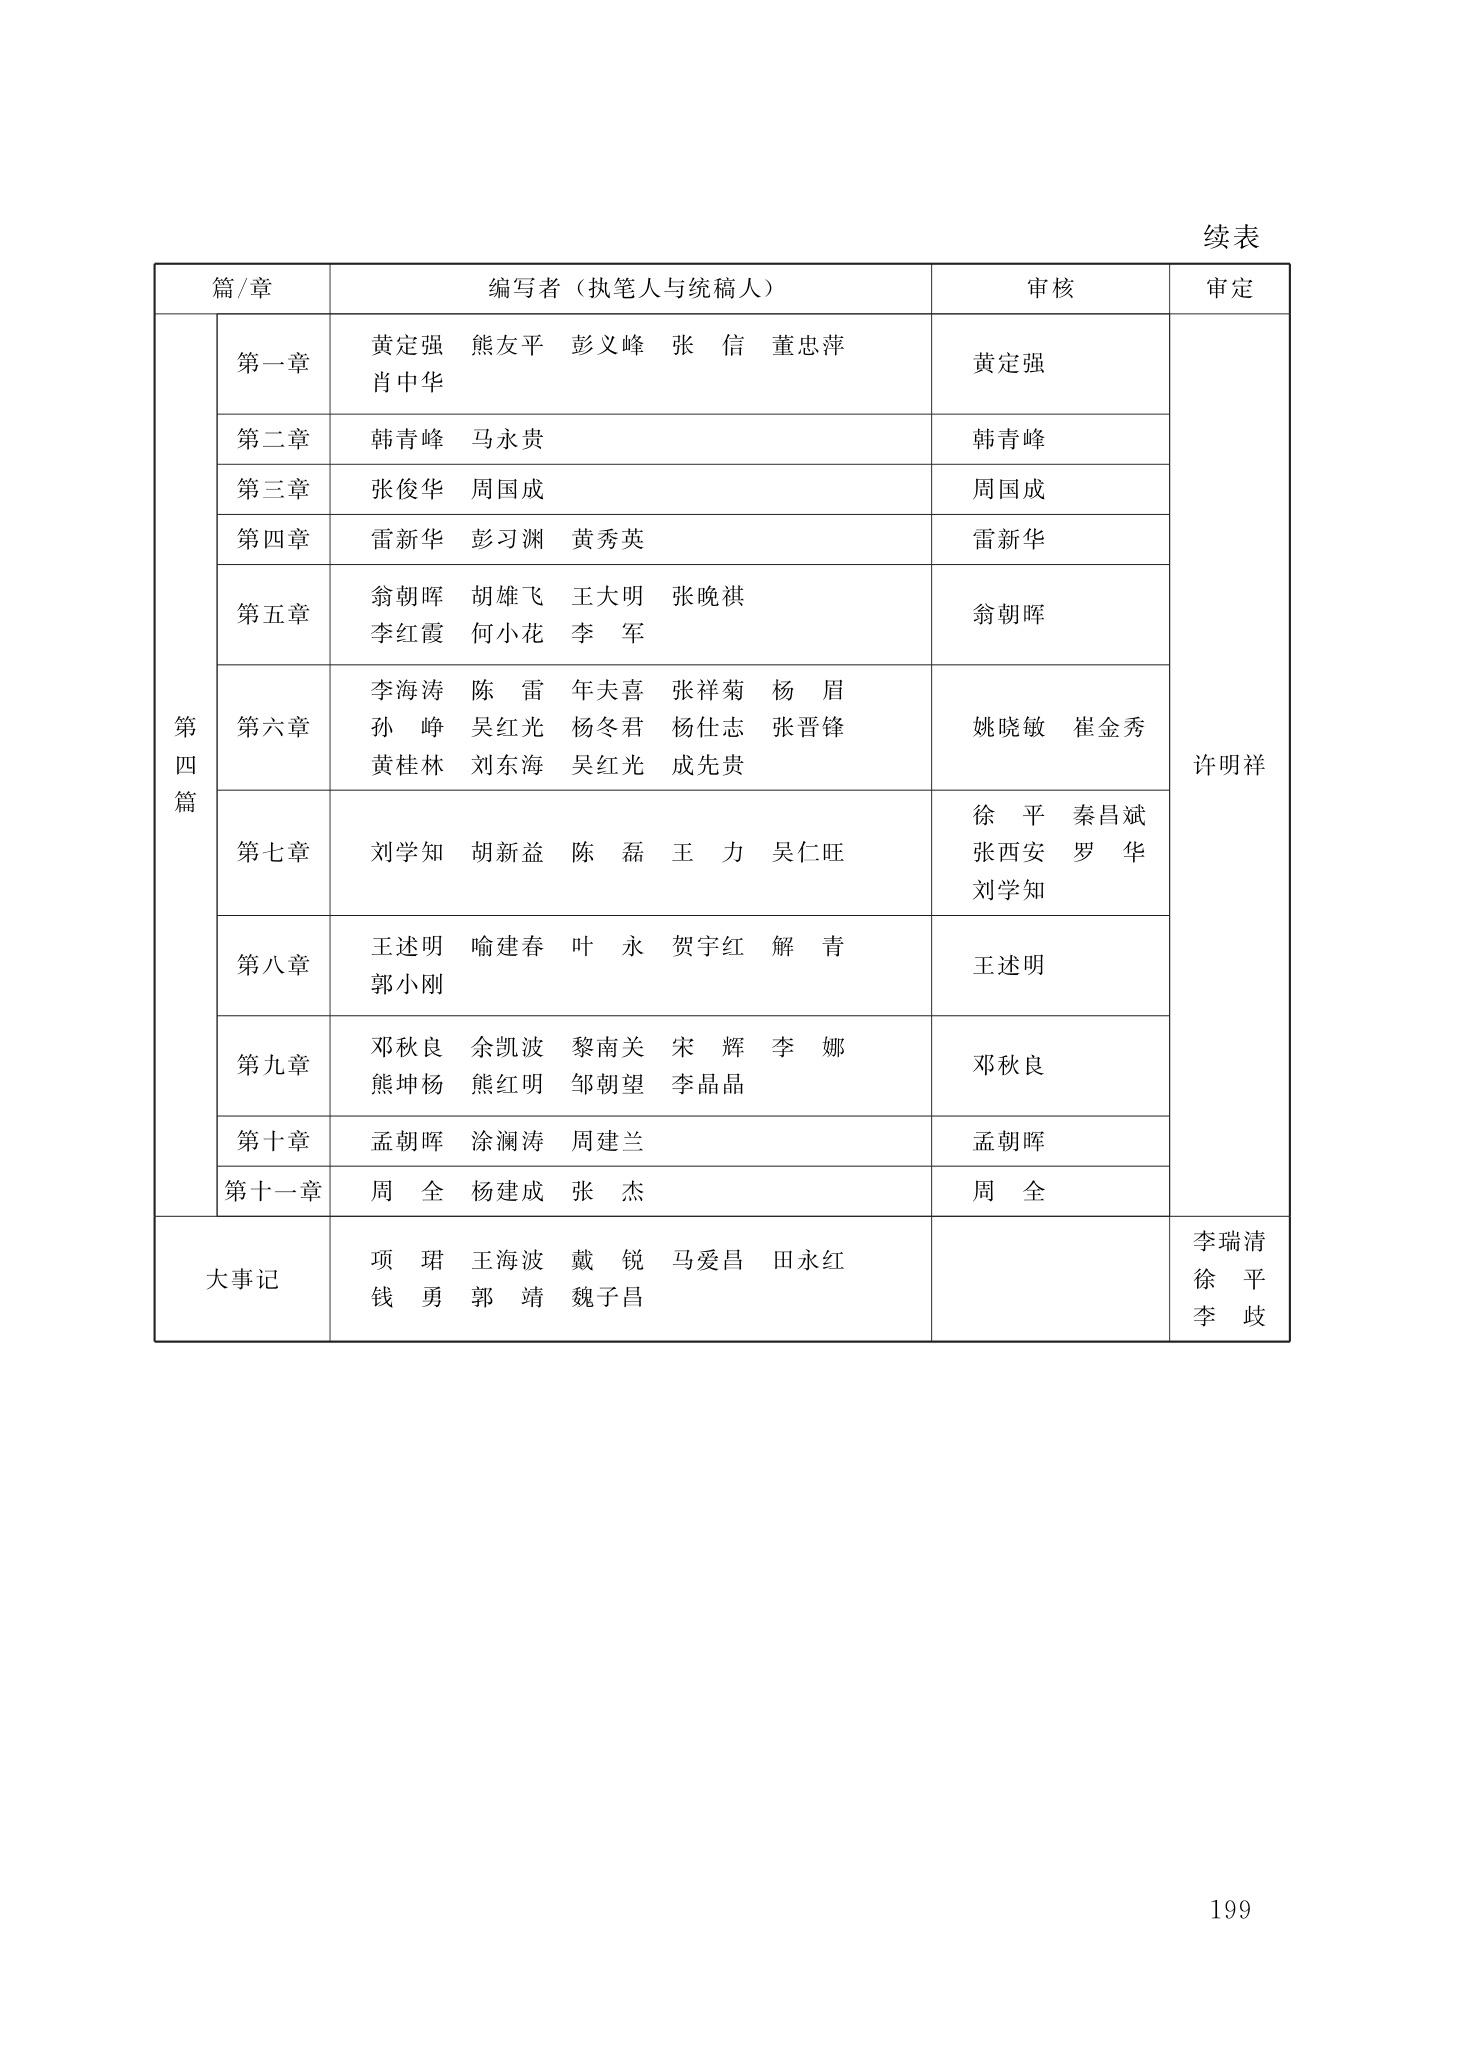 续表
篇/章 编写者（执笔人与统稿人） 审核 审定
第四篇
第一章
黄定强 熊友平 彭义峰 张 信 董忠萍
肖中华
黄定强
第二章 韩青峰 马永贵 韩青峰
第三章 张俊华 周国成 周国成
第四章 雷新华 彭习渊 黄秀英 雷新华
第五章
翁朝晖 胡雄飞 王大明 张晚祺
李红霞 何小花 李 军
翁朝晖
第六章
李海涛 陈 雷 年夫喜 张祥菊 杨 眉
孙 峥 吴红光 杨冬君 杨仕志 张晋锋
黄桂林 刘东海 吴红光 成先贵
姚晓敏 崔金秀
许明祥
第七章
刘学知 胡新益 陈 磊 王 力 吴仁旺
徐 平 秦昌斌
张西安 罗 华
刘学知
第八章
王述明 喻建春 叶 永 贺宇红 解 青
郭小刚
王述明
第九章
邓秋良 余凯波 黎南关 宋 辉 李 娜
熊坤杨 熊红明 邹朝望 李晶晶
邓秋良
第十章 孟朝晖 涂澜涛 周建兰 孟朝晖
第十一章 周 全 杨建成 张 杰 周 全
大事记
项 珺 王海波 戴 锐 马爱昌 田永红
钱 勇 郭 靖 魏子昌
李瑞清
徐 平
李 歧
199